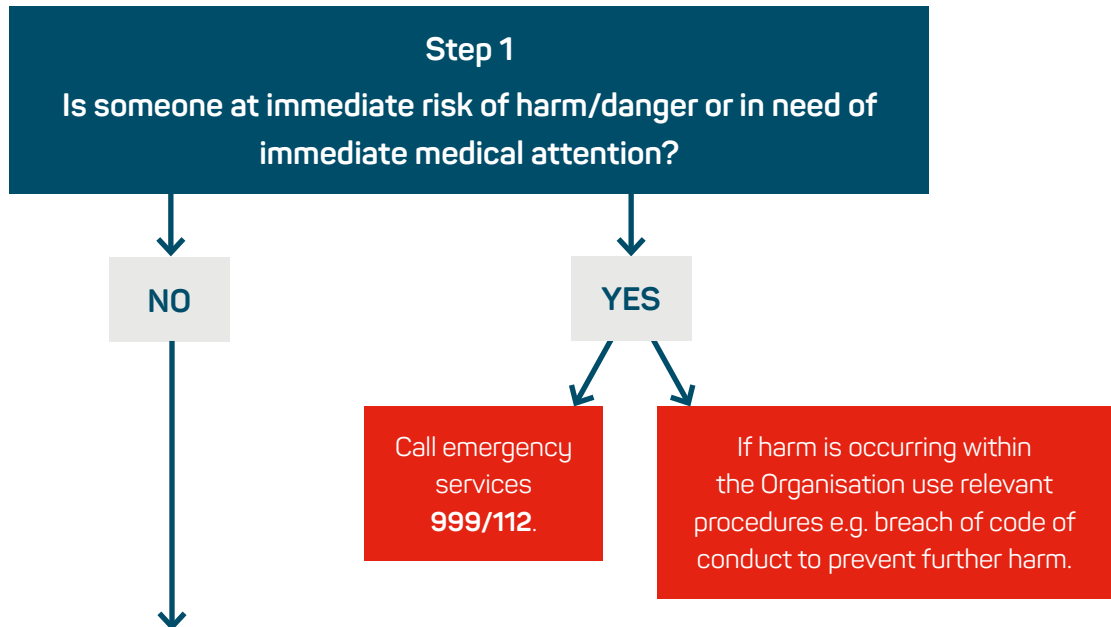 Step 1
Is someone at immediate risk of harm/danger or in need of
immediate medical attention?
NO
YES
Call emergency
services
999/112.
If harm is occurring within
the Organisation use relevant
procedures e.g. breach of code of
conduct to prevent further harm.